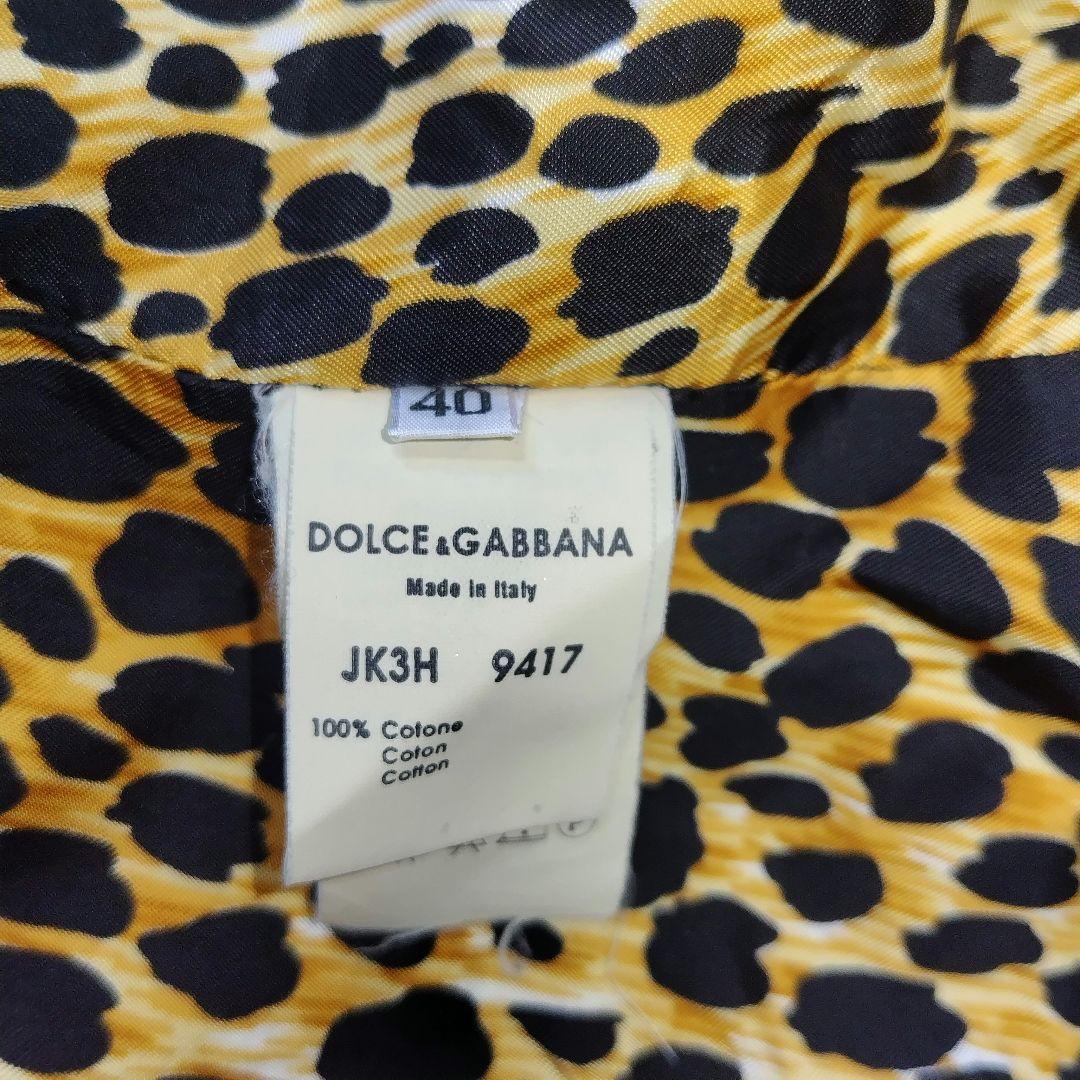 40
DOLCE&GABBANA
Made in Italy
JK3H 9417
100% Cotone
Coton
Cotton